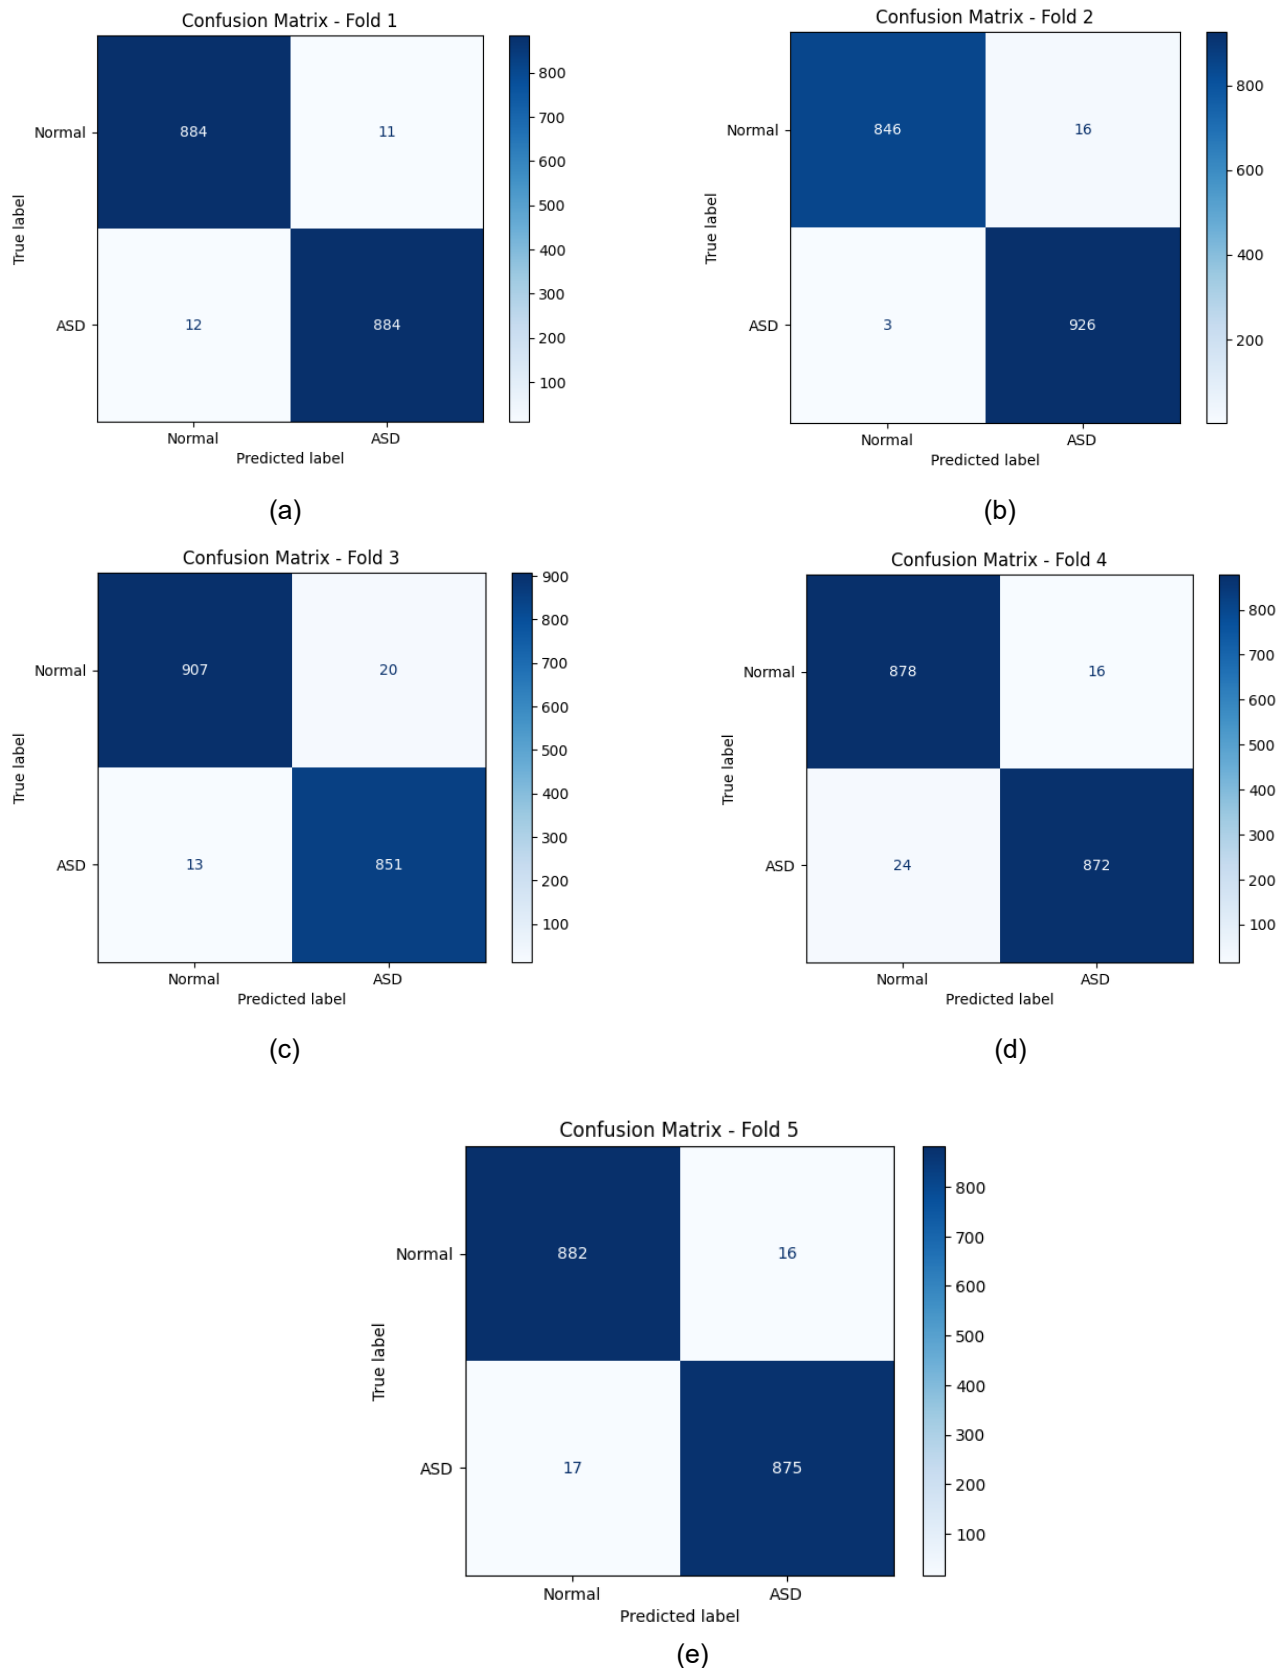 Confusion Matrix - Fold 1
800
700
600
500
400
300
200
100
Normal
884
11
True label
ASD
12
884
Normal
ASD
Predicted label
(a)
Confusion Matrix - Fold 2
800
600
400
200
Normal
846
16
True label
ASD
3
926
Normal
ASD
Predicted label
(b)
Confusion Matrix - Fold 3
900
800
700
600
500
400
300
200
100
Normal
907
20
True label
ASD
13
851
Normal
ASD
Predicted label
(c)
Confusion Matrix - Fold 4
800
700
600
500
400
300
200
100
Normal
878
16
True label
ASD
24
872
Normal
ASD
Predicted label
(d)
Confusion Matrix - Fold 5
800
700
600
500
400
300
200
100
Normal
882
16
True label
ASD
17
875
Normal
ASD
Predicted label
(e)